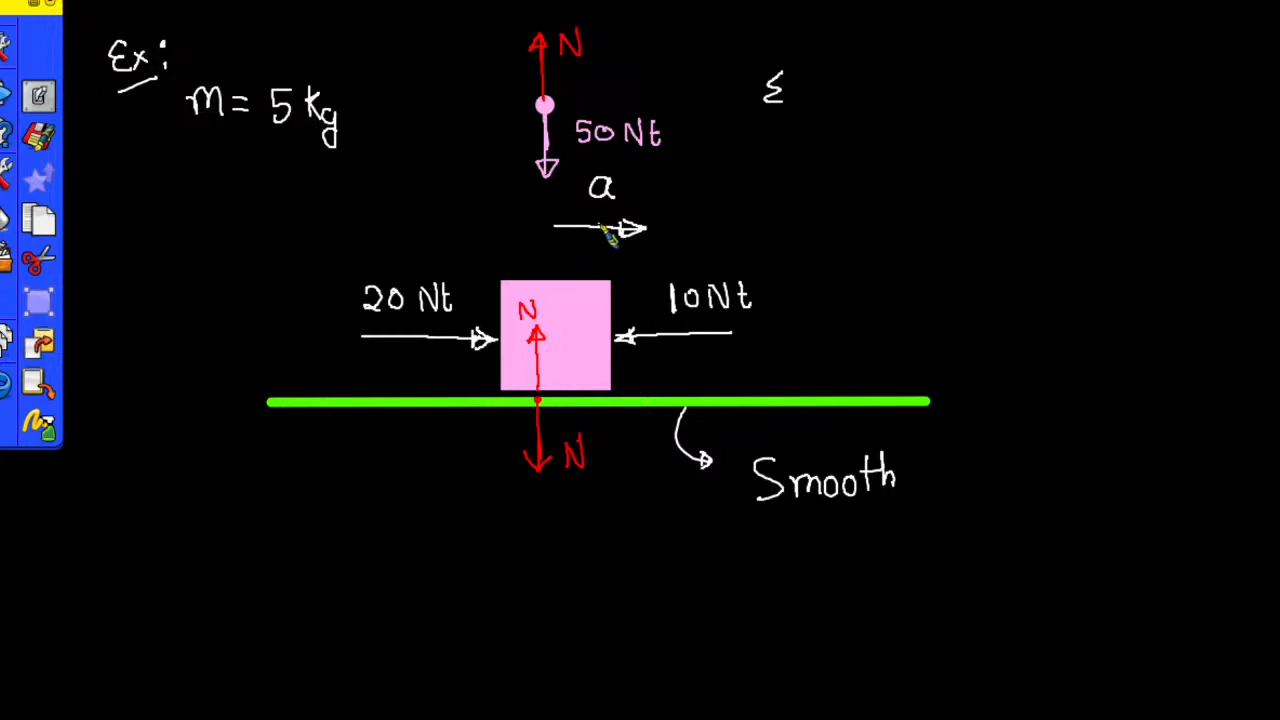 Ex:
m = 5 kg
N
50 Nt
Σ
a
20 Nt
N
10 Nt
N
Smooth